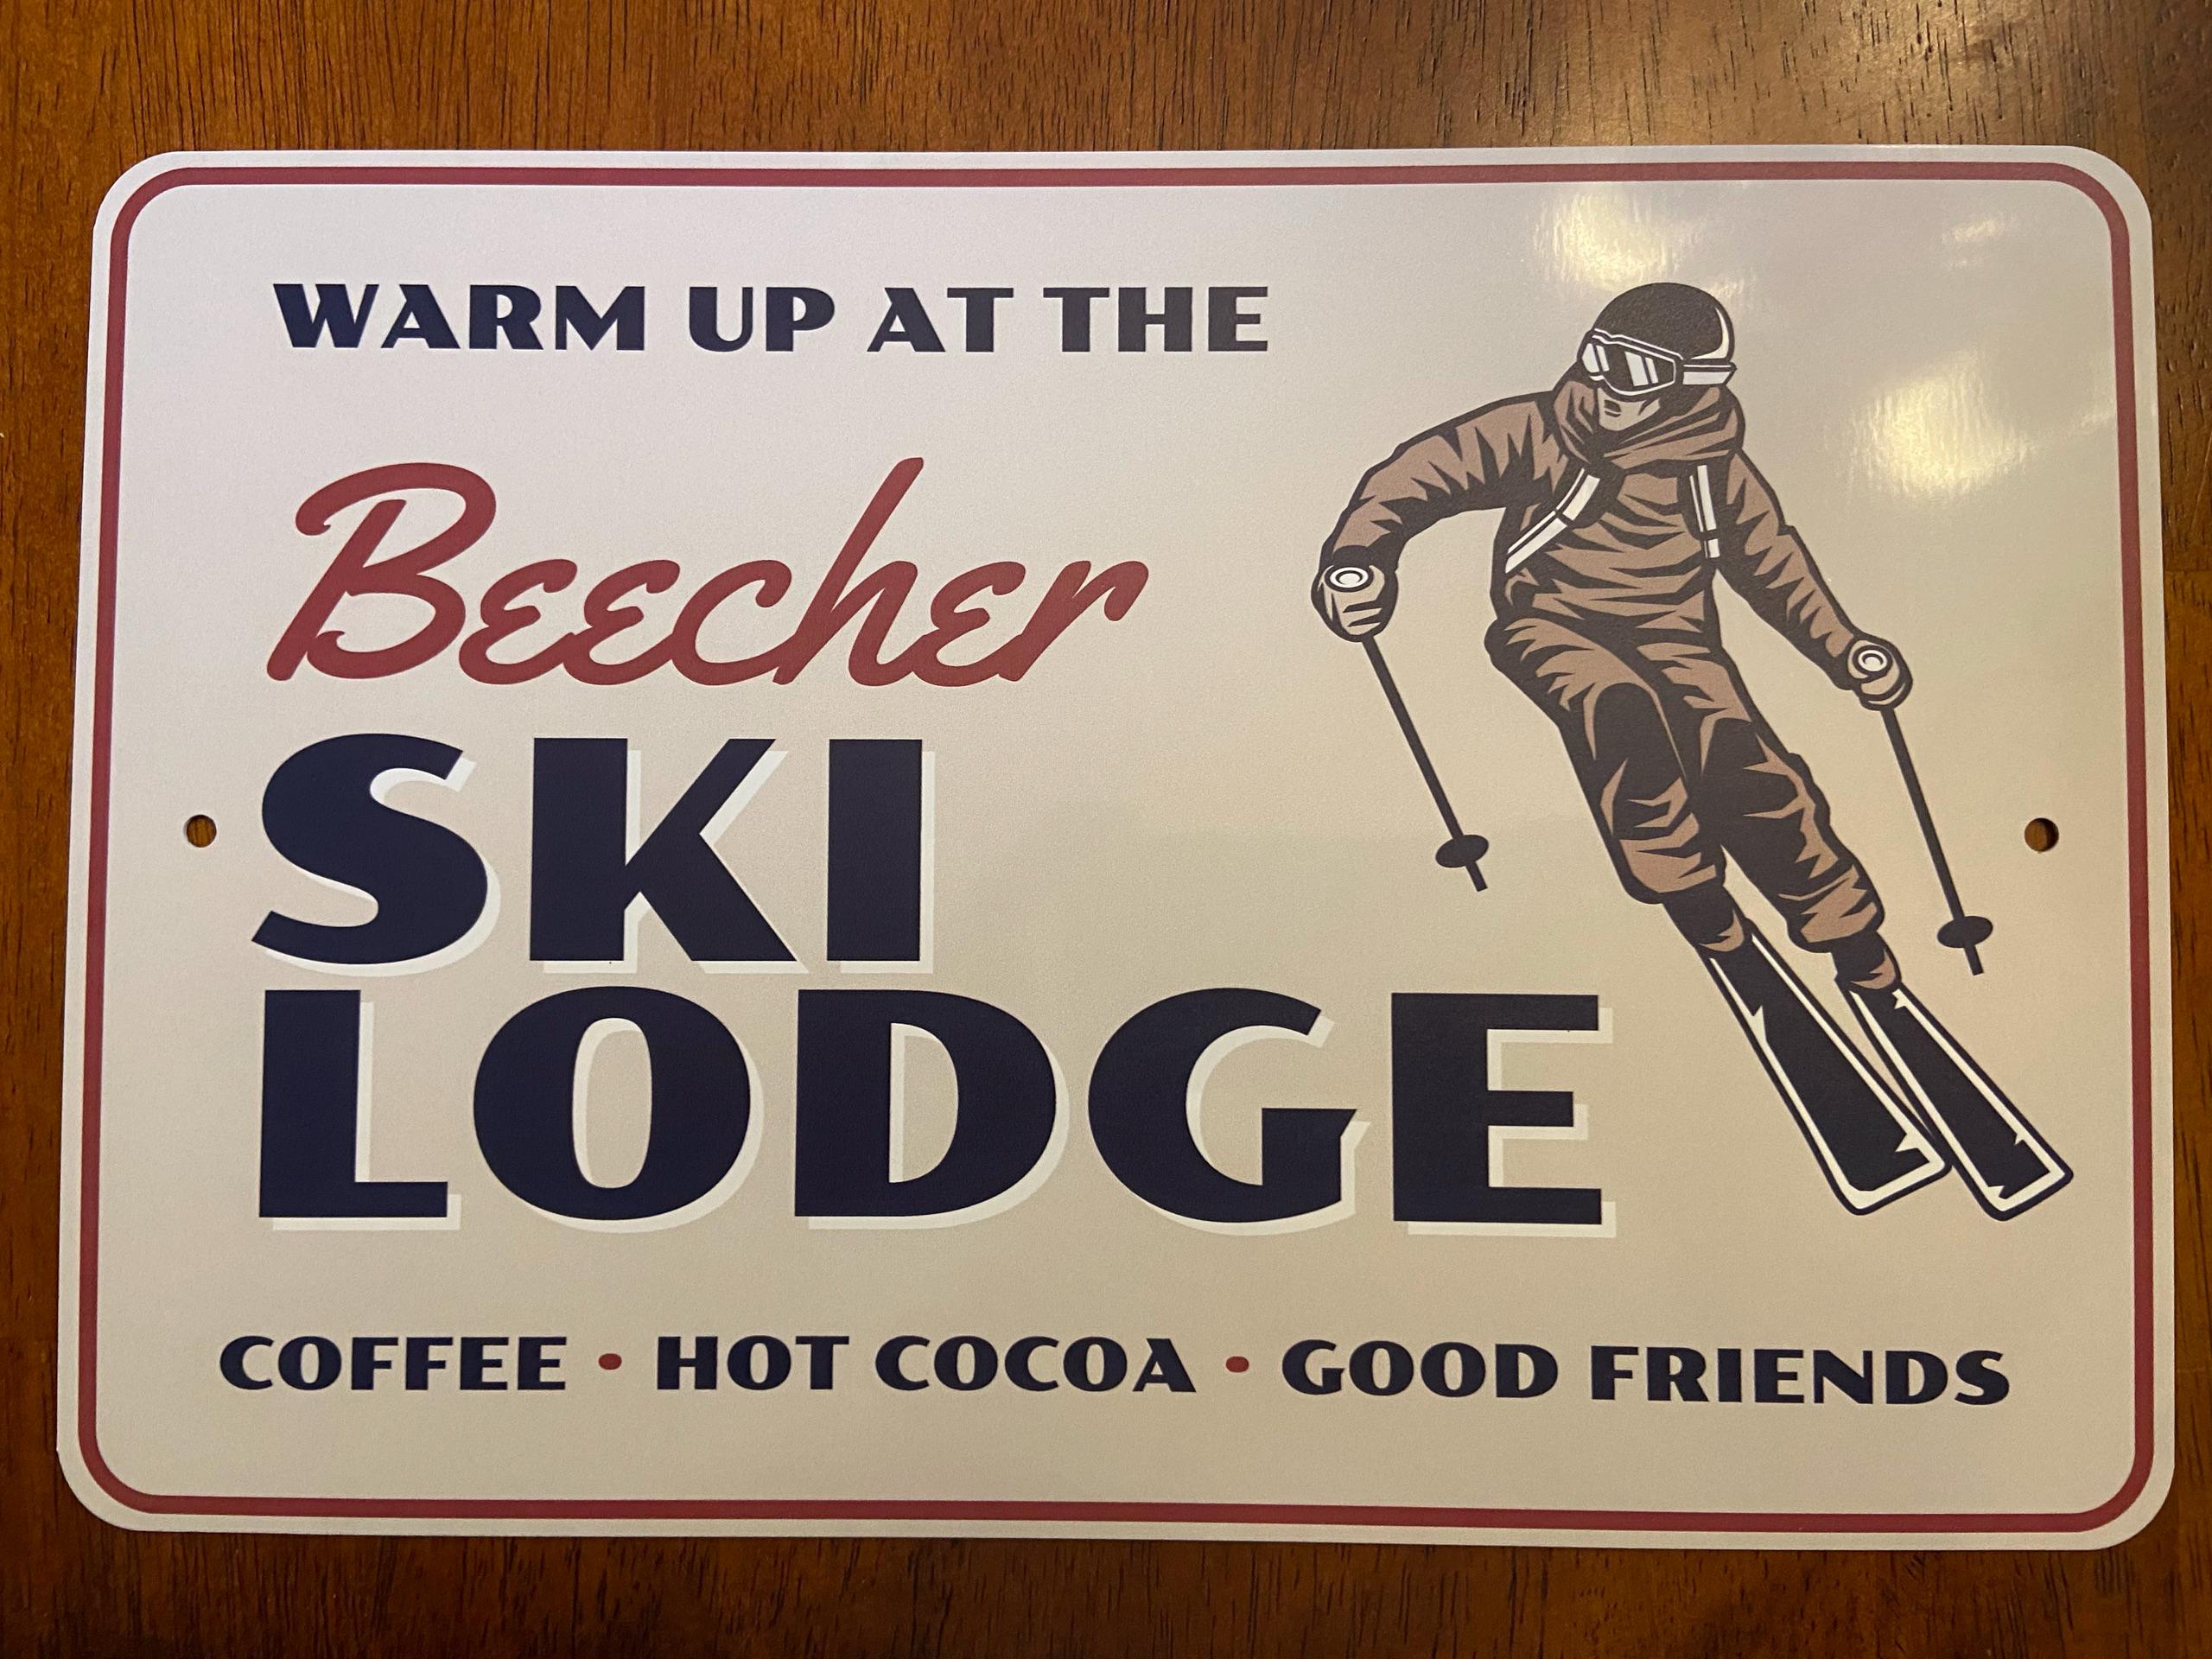 WARM UP AT THE
Beecher
SKI
LODGE
COFFEE • HOT COCOA • GOOD FRIENDS